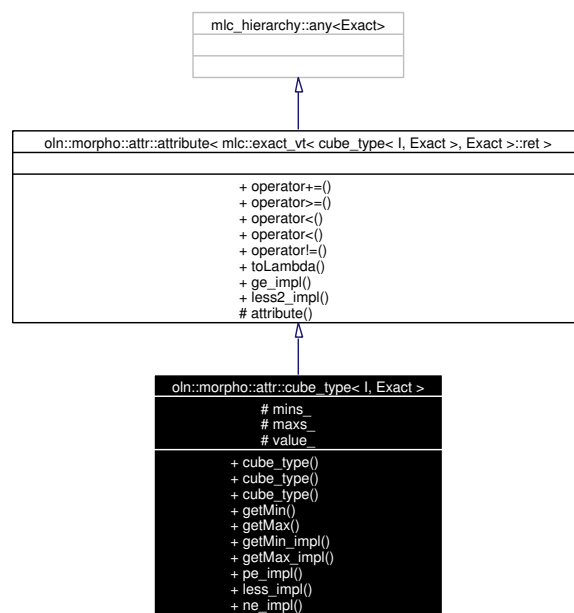 mlc_hierarchy::any<Exact>
oln::morpho::attr::attribute< mlc::exact_vt< cube_type< I, Exact >, Exact >::ret >
+ operator+=()
+ operator>=()
+ operator<()
+ operator<()
+ operator!=()
+ toLambda()
+ ge_impl()
+ less2_impl()
# attribute()
oln::morpho::attr::cube_type< I, Exact >
# mins_
# maxs_
# value_
+ cube_type()
+ cube_type()
+ cube_type()
+ getMin()
+ getMax()
+ getMin_impl()
+ getMax_impl()
+ pe_impl()
+ less_impl()
+ ne_impl()